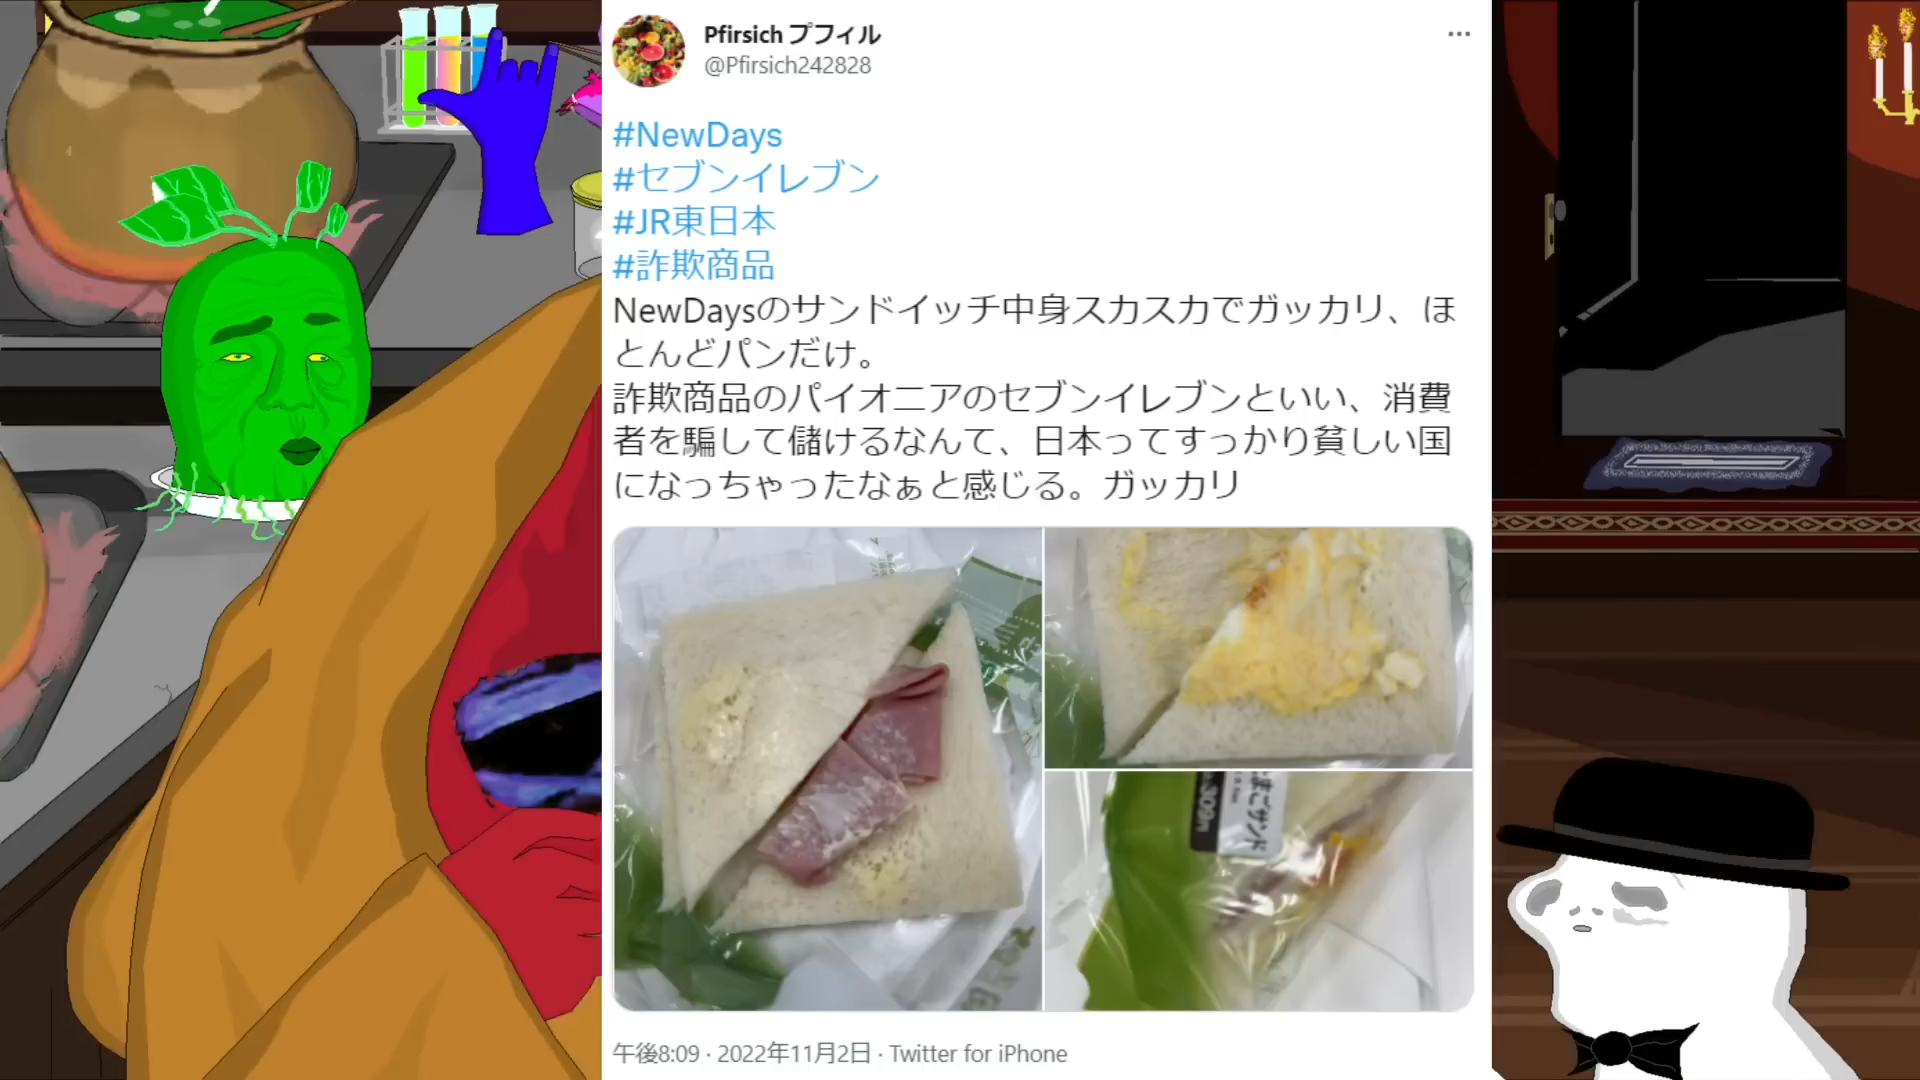 Pfirsich プフィル
@Pfirsich242828
#NewDays
#セブンイレブン
#JR東日本
#詐欺商品
NewDaysのサンドイッチ中身スカスカでガッカリ、ほ
とんどパンだけ。
詐欺商品のパイオニアのセブンイレブンといい、消費
者を騙して儲けるなんて、日本ってすっかり貧しい国
になっちゃったなぁと感じる。ガッカリ
たまごサンド
午後8:09 · 2022年11月2日 · Twitter for iPhone